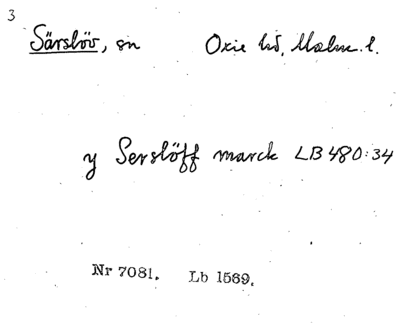 3
Särslöv, sn Oxie hd, Malm. l.
y Serslöff marck LB 480:34
Nr 7081. Lb 1569.